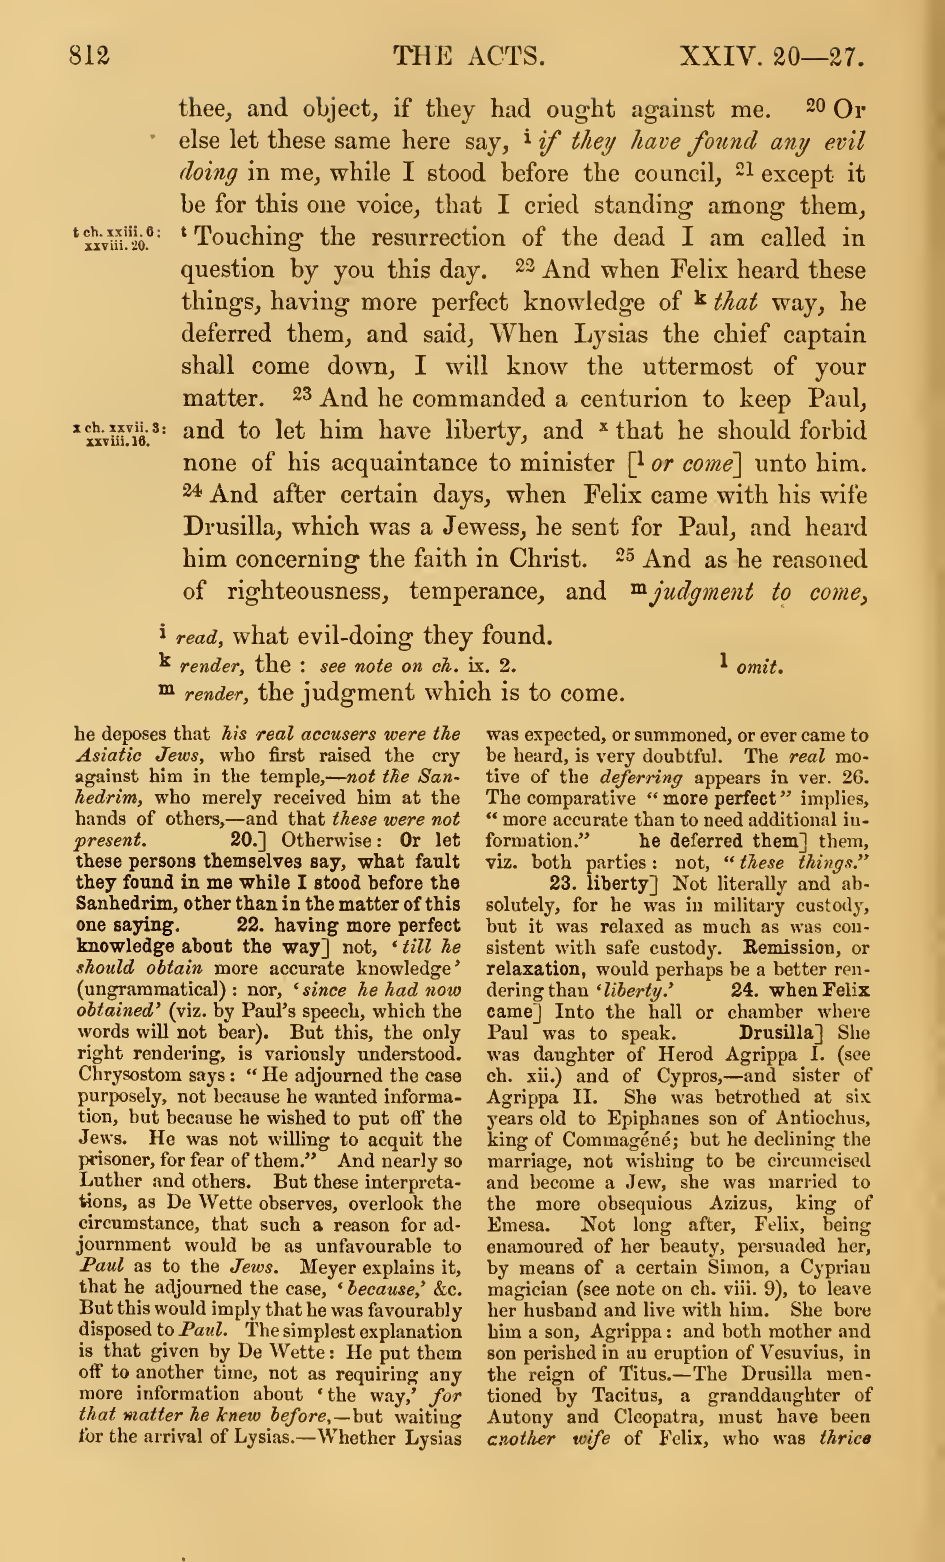 812 THE ACTS. XXIV. 20—27.
thee, and object, if they had ought against me. 20 Or
else let these same here say, i if they have found any evil
doing in me, while I stood before the council, 21 except it
be for this one voice, that I cried standing among them,
t ch. xxiii. 6:
xxviii. 20.
t Touching the resurrection of the dead I am called in
question by you this day. 22 And when Felix heard these
things, having more perfect knowledge of k that way, he
deferred them, and said, When Lysias the chief captain
shall come down, I will know the uttermost of your
matter. 23 And he commanded a centurion to keep Paul,
x ch. xxvii. 3:
xxviii. 16.
and to let him have liberty, and x that he should forbid
none of his acquaintance to minister [l or come] unto him.
24 And after certain days, when Felix came with his wife
Drusilla, which was a Jewess, he sent for Paul, and heard
him concerning the faith in Christ. 25 And as he reasoned
of righteousness, temperance, and m judgment to come,
i read, what evil-doing they found.
k render, the : see note on ch. ix. 2. l omit.
m render, the judgment which is to come.
he deposes that his real accusers were the
Asiatic Jews, who first raised the cry
against him in the temple,—not the San-
hedrim, who merely received him at the
hands of others,—and that these were not
present. 20.] Otherwise: Or let
these persons themselves say, what fault
they found in me while I stood before the
Sanhedrim, other than in the matter of this
one saying. 22. having more perfect
knowledge about the way] not, ‘till he
should obtain more accurate knowledge’
(ungrammatical) : nor, ‘since he had now
obtained’ (viz. by Paul's speech, which the
words will not bear). But this, the only
right rendering, is variously understood.
Chrysostom says: “He adjourned the case
purposely, not because he wanted informa-
tion, but because he wished to put off the
Jews. He was not willing to acquit the
prisoner, for fear of them.” And nearly so
Luther and others. But these interpreta-
tions, as De Wette observes, overlook the
circumstance, that such a reason for ad-
journment would be as unfavourable to
Paul as to the Jews. Meyer explains it,
that he adjourned the case, ‘because,’ &c.
But this would imply that he was favourably
disposed to Paul. The simplest explanation
is that given by De Wette: He put them
off to another time, not as requiring any
more information about ‘the way,’ for
that matter he knew before,—but waiting
for the arrival of Lysias.—Whether Lysias
was expected, or summoned, or ever came to
be heard, is very doubtful. The real mo-
tive of the deferring appears in ver. 26.
The comparative “more perfect” implies,
“more accurate than to need additional in-
formation.” he deferred them] them,
viz. both parties: not, “these things.”
23. liberty] Not literally and ab-
solutely, for he was in military custody,
but it was relaxed as much as was con-
sistent with safe custody. Remission, or
relaxation, would perhaps be a better ren-
dering than ‘liberty.’ 24. when Felix
came] Into the hall or chamber where
Paul was to speak. Drusilla] She
was daughter of Herod Agrippa I. (see
ch. xii.) and of Cypros,—and sister of
Agrippa II. She was betrothed at six
years old to Epiphanes son of Antiochus,
king of Commagéné; but he declining the
marriage, not wishing to be circumcised
and become a Jew, she was married to
the more obsequious Azizus, king of
Emesa. Not long after, Felix, being
enamoured of her beauty, persuaded her,
by means of a certain Simon, a Cyprian
magician (see note on ch. viii. 9), to leave
her husband and live with him. She bore
him a son, Agrippa: and both mother and
son perished in an eruption of Vesuvius, in
the reign of Titus.—The Drusilla men-
tioned by Tacitus, a granddaughter of
Antony and Cleopatra, must have been
another wife of Felix, who was thrice